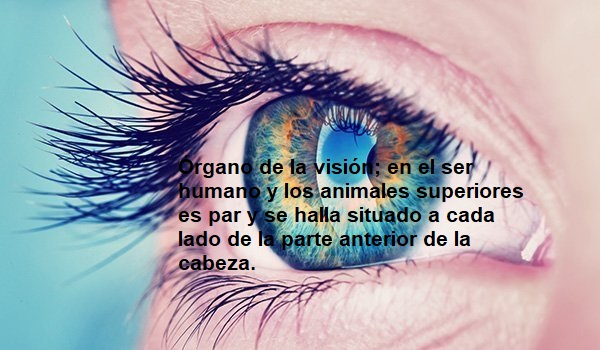 Organo de la visión; en el ser
humano y los animales superiores
es par y se halla situado a cada
lado de la parte anterior de la
cabeza.